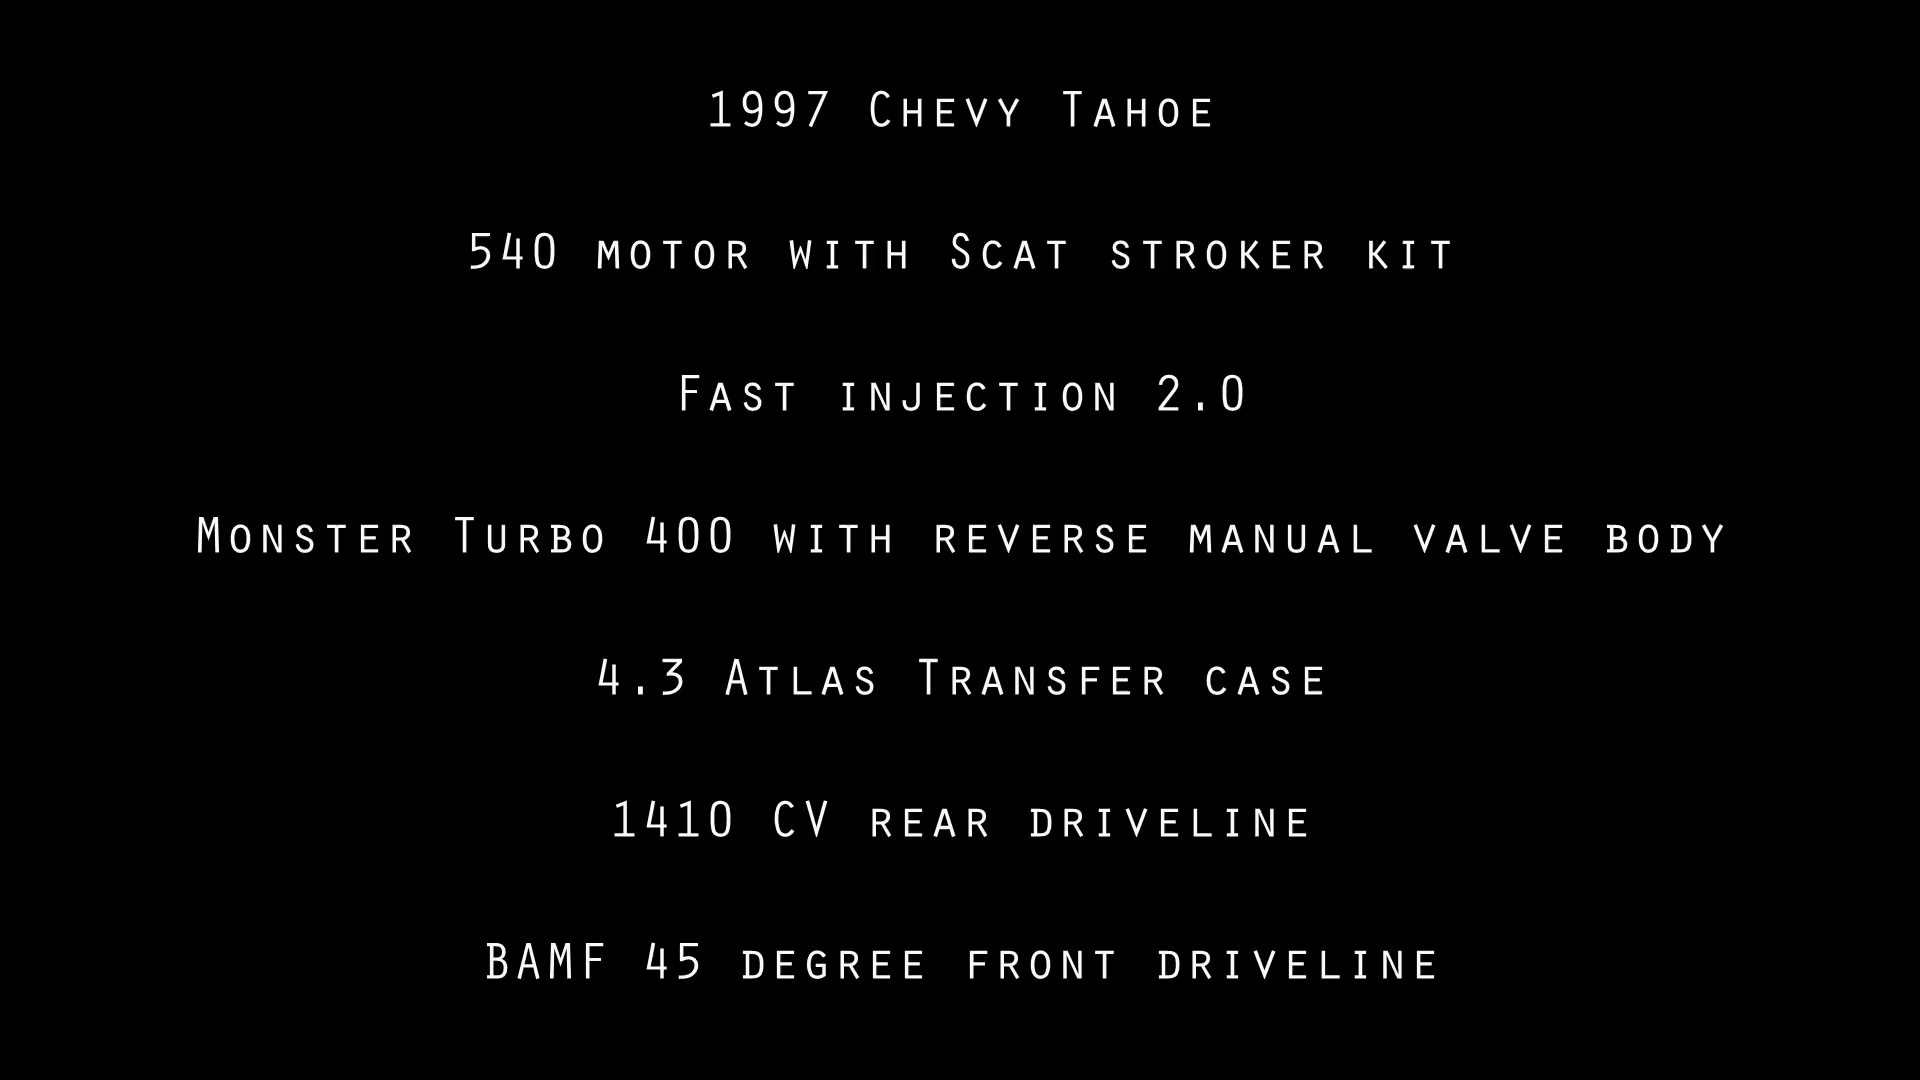 1997 Chevy Tahoe
540 motor with Scat stroker kit
Fast injection 2.0
Monster Turbo 400 with reverse manual valve body
4.3 Atlas Transfer case
1410 CV rear driveline
BAMF 45 degree front driveline